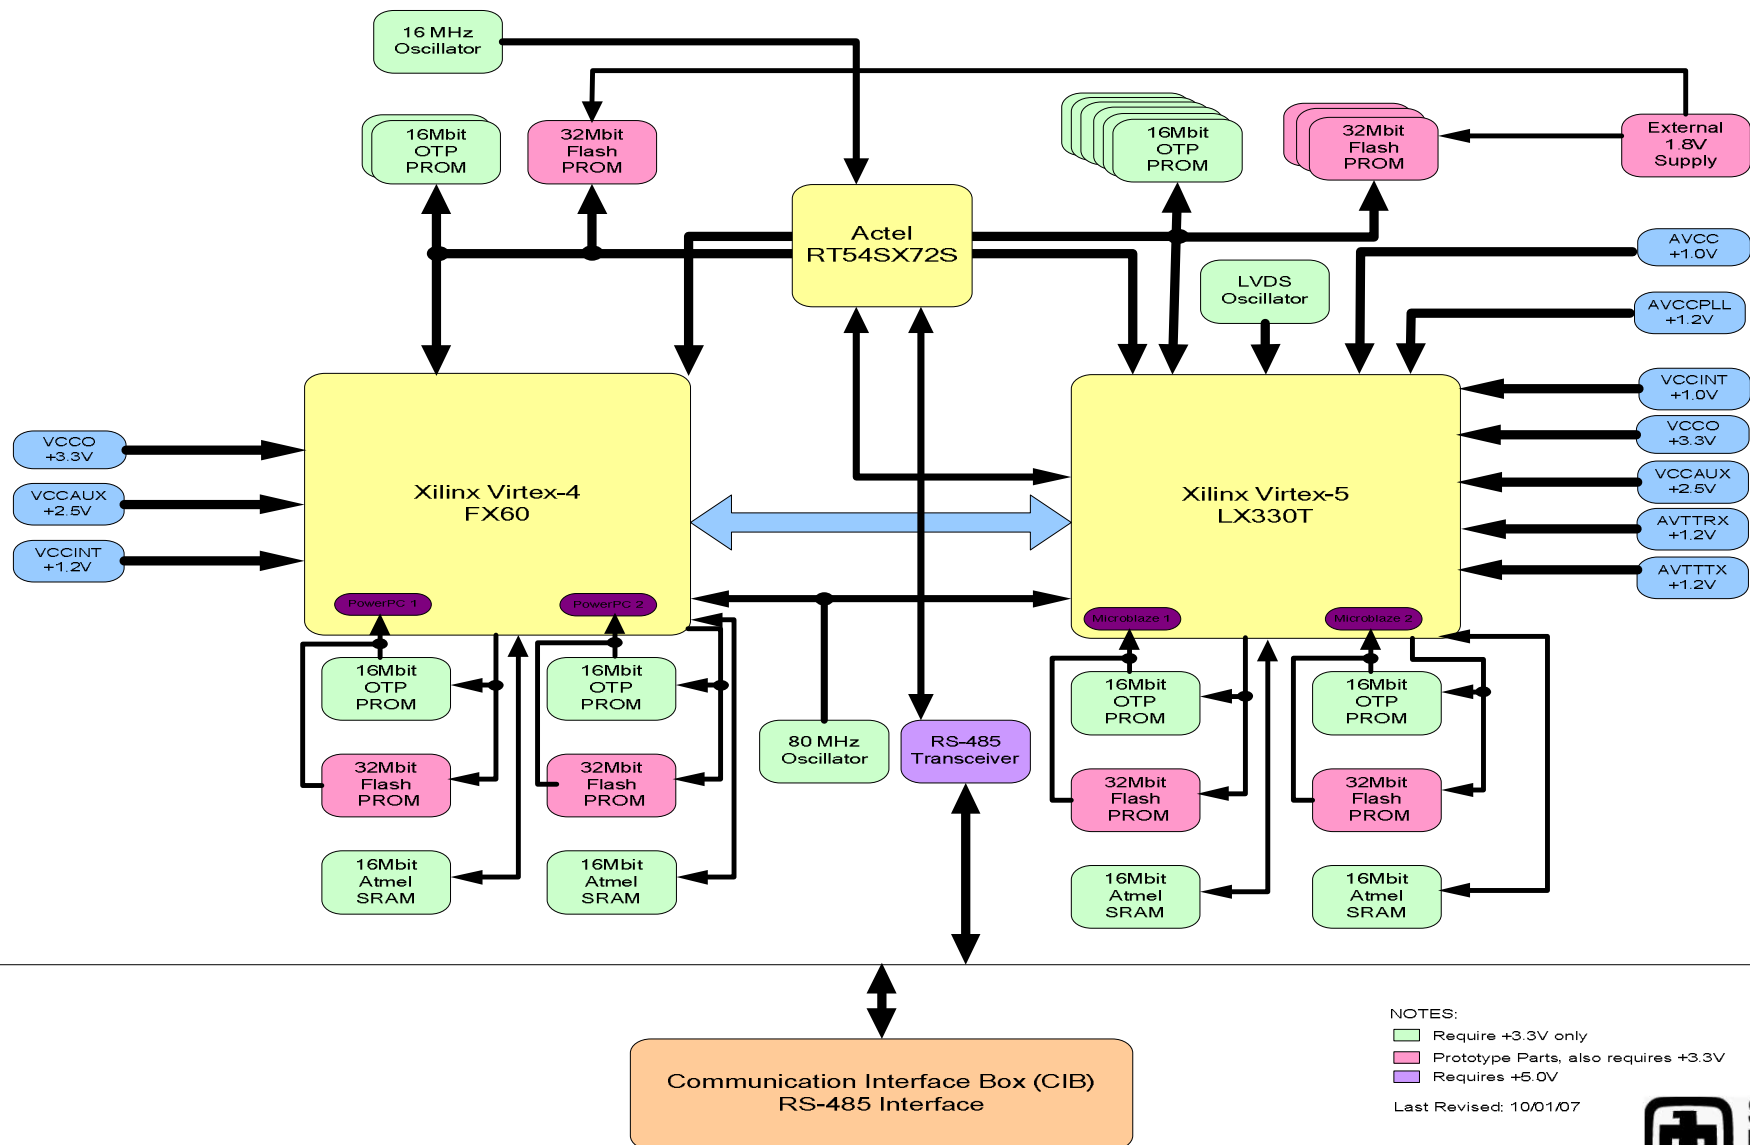 16 MHz
Oscillator
16Mbit
OTP
PROM
32Mbit
Flash
PROM
16Mbit
OTP
PROM
32Mbit
Flash
PROM
External
1.8V
Supply
Actel
RT54SX72S
LVDS
Oscillator
AVCC
+1.0V
AVCCPLL
+1.2V
VCCINT
+1.0V
VCCO
+3.3V
VCCAUX
+2.5V
AVTTRX
+1.2V
AVTTTX
+1.2V
VCCO
+3.3V
VCCAUX
+2.5V
VCCINT
+1.2V
Xilinx Virtex-4
FX60
Xilinx Virtex-5
LX330T
PowerPC 1
PowerPC 2
Microblaze 1
Microblaze 2
16Mbit
OTP
PROM
16Mbit
OTP
PROM
16Mbit
OTP
PROM
16Mbit
OTP
PROM
80 MHz
Oscillator
RS-485
Transceiver
32Mbit
Flash
PROM
32Mbit
Flash
PROM
32Mbit
Flash
PROM
32Mbit
Flash
PROM
16Mbit
Atmel
SRAM
16Mbit
Atmel
SRAM
16Mbit
Atmel
SRAM
16Mbit
Atmel
SRAM
Communication Interface Box (CIB)
RS-485 Interface
NOTES:
Require +3.3V only
Prototype Parts, also requires +3.3V
Requires +5.0V
Last Revised: 10/01/07